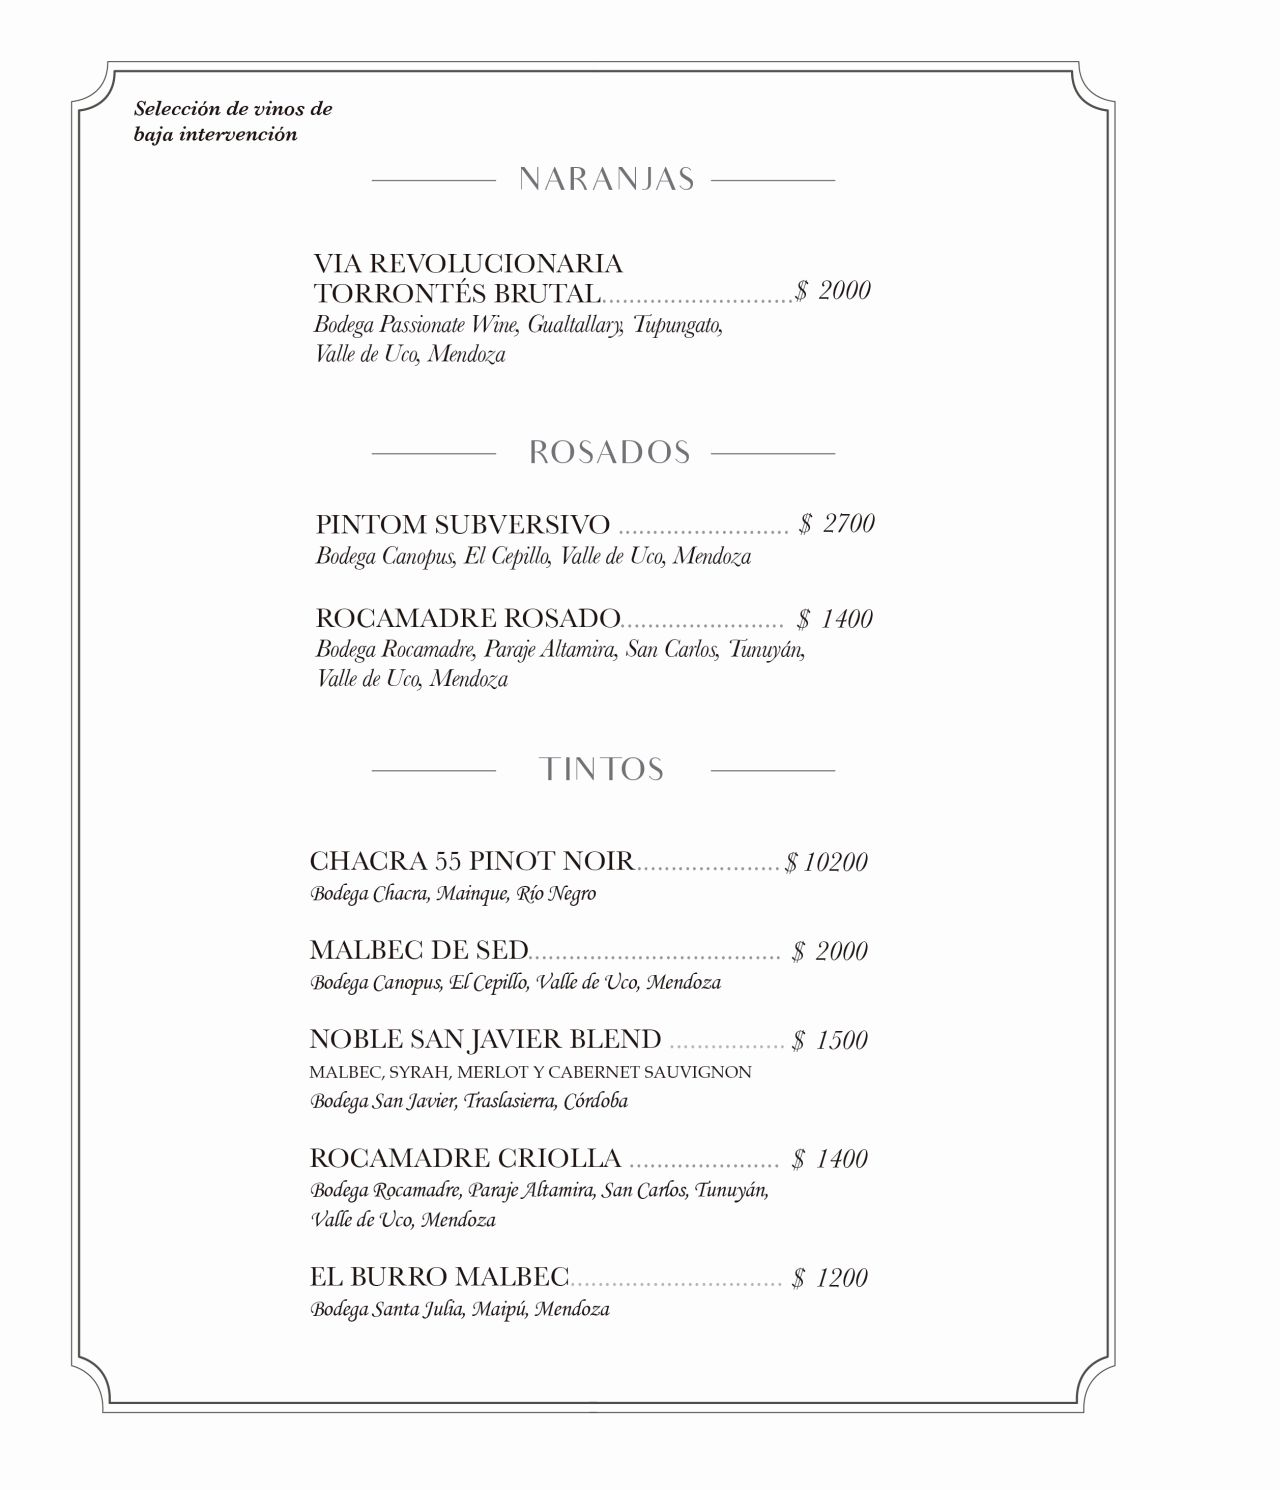 Selección de vinos de
baja intervención
NARANJAS
VIA REVOLUCIONARIA
TORRONTÉS BRUTAL............................$ 2000
Bodega Passionate Wine, Gualtallary, Tupungato,
Valle de Uco, Mendoza
ROSADOS
PINTOM SUBVERSIVO ......................... $ 2700
Bodega Canopus, El Cepillo, Valle de Uco, Mendoza
ROCAMADRE ROSADO........................ $ 1400
Bodega Rocamadre, Paraje Altamira, San Carlos, Tunuyán,
Valle de Uco, Mendoza
TINTOS
CHACRA 55 PINOT NOIR..................... $ 10200
Bodega Chacra, Mainque, Río Negro
MALBEC DE SED..................................... $ 2000
Bodega Canopus, El Cepillo, Valle de Uco, Mendoza
NOBLE SAN JAVIER BLEND ................. $ 1500
MALBEC, SYRAH, MERLOT Y CABERNET SAUVIGNON
Bodega San Javier, Traslasierra, Córdoba
ROCAMADRE CRIOLLA ...................... $ 1400
Bodega Rocamadre, Paraje Altamira, San Carlos, Tunuyán,
Valle de Uco, Mendoza
EL BURRO MALBEC............................... $ 1200
Bodega Santa Julia, Maipú, Mendoza